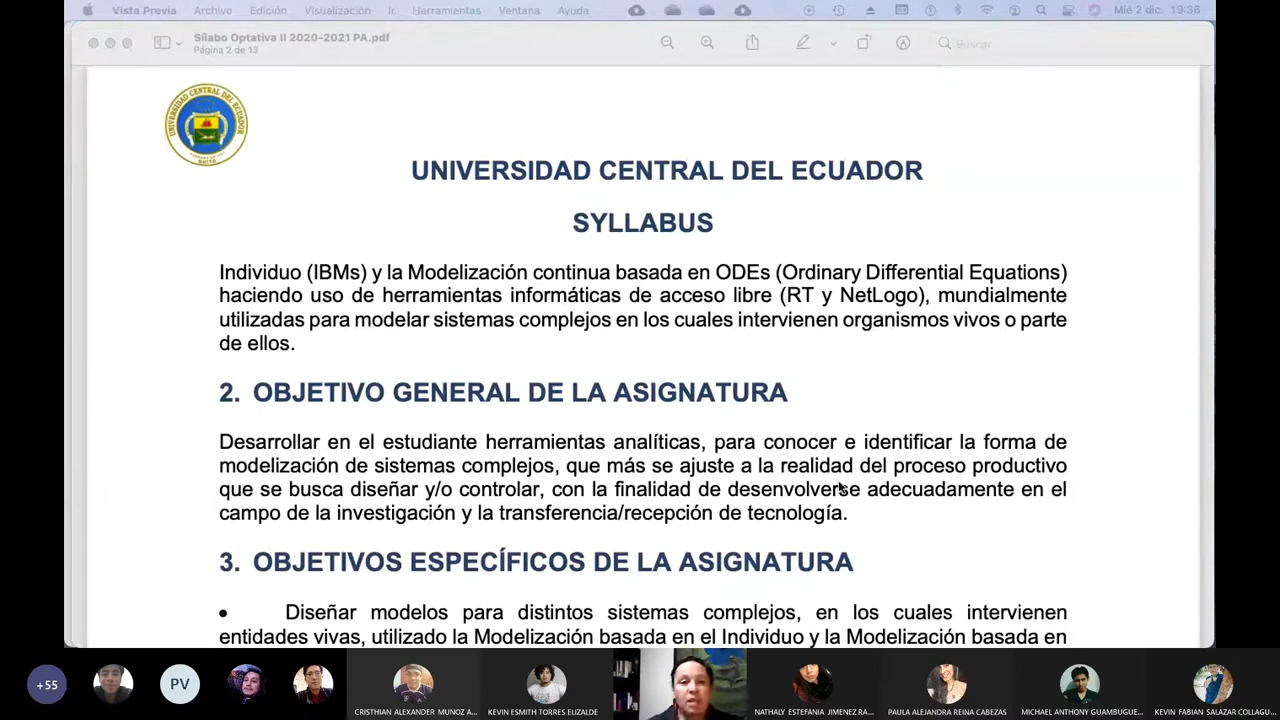 Vista Previa Archivo Edición Visualización Ir Herramientas Ventana Ayuda Mié 2 dic. 19:36
Sílabo Optativa II 2020-2021 PA.pdf
Página 2 de 13
Buscar
UNIVERSIDAD CENTRAL DEL ECUADOR
QUITO
UNIVERSIDAD CENTRAL DEL ECUADOR
SYLLABUS
Individuo (IBMs) y la Modelización continua basada en ODEs (Ordinary Differential Equations)
haciendo uso de herramientas informáticas de acceso libre (RT y NetLogo), mundialmente
utilizadas para modelar sistemas complejos en los cuales intervienen organismos vivos o parte
de ellos.
2. OBJETIVO GENERAL DE LA ASIGNATURA
Desarrollar en el estudiante herramientas analíticas, para conocer e identificar la forma de
modelización de sistemas complejos, que más se ajuste a la realidad del proceso productivo
que se busca diseñar y/o controlar, con la finalidad de desenvolverse adecuadamente en el
campo de la investigación y la transferencia/recepción de tecnología.
3. OBJETIVOS ESPECÍFICOS DE LA ASIGNATURA
• Diseñar modelos para distintos sistemas complejos, en los cuales intervienen
entidades vivas, utilizado la Modelización basada en el Individuo y la Modelización basada en
+55
PV
CRISTHIAN ALEXANDER MUNOZ A...
KEVIN ESMITH TORRES ELIZALDE
NATHALY ESTEFANIA JIMENEZ RA...
PAULA ALEJANDRA REINA CABEZAS
MICHAEL ANTHONY GUAMBUGUE...
KEVIN FABIAN SALAZAR COLLAGU...